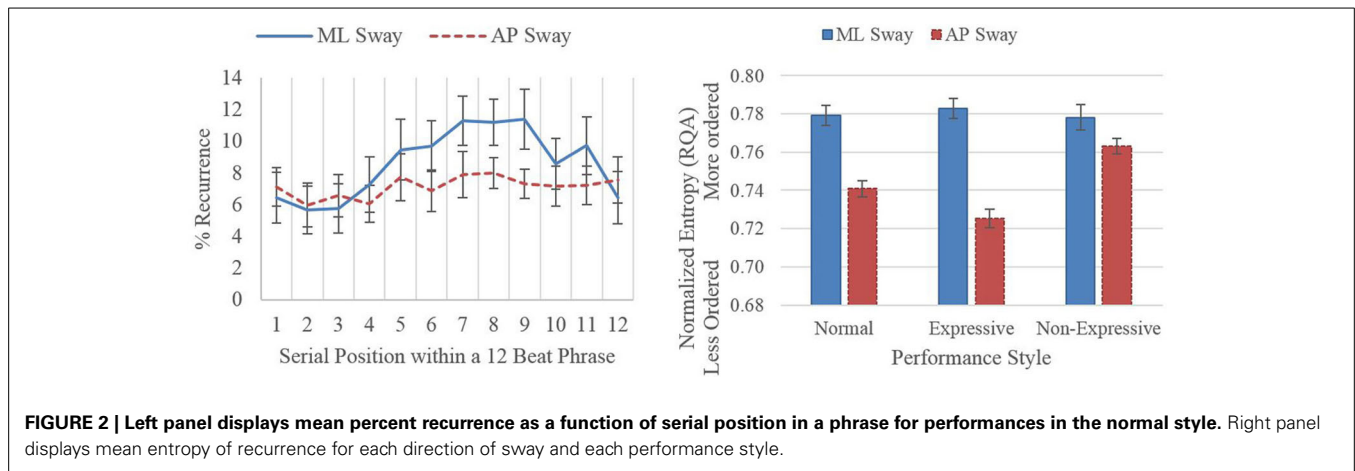 ML Sway AP Sway
% Recurrence
14
12
10
8
6
4
2
0
1 2 3 4 5 6 7 8 9 10 11 12
Serial Position within a 12 Beat Phrase
ML Sway AP Sway
Normalized Entropy (RQA)
Less Ordered More ordered
0.80
0.78
0.76
0.74
0.72
0.70
0.68
Normal Expressive Non-Expressive
Performance Style
FIGURE 2 | Left panel displays mean percent recurrence as a function of serial position in a phrase for performances in the normal style. Right panel
displays mean entropy of recurrence for each direction of sway and each performance style.